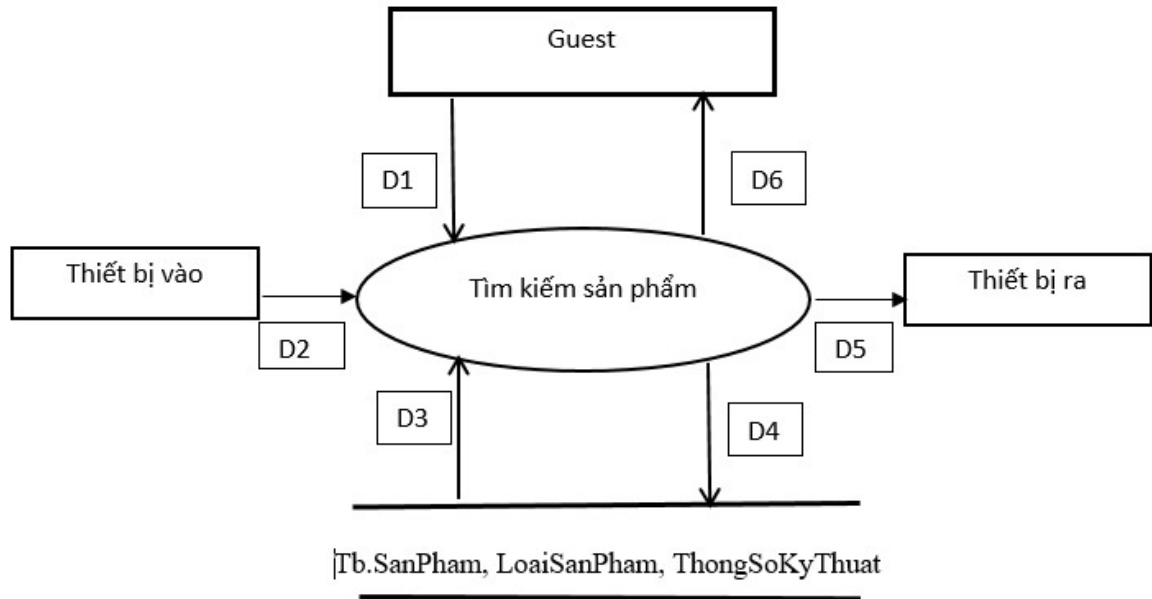 Guest
D1
D6
Thiết bị vào
Tìm kiếm sản phẩm
Thiết bị ra
D2
D5
D3
D4
Tb.SanPham, LoaiSanPham, ThongSoKyThuat